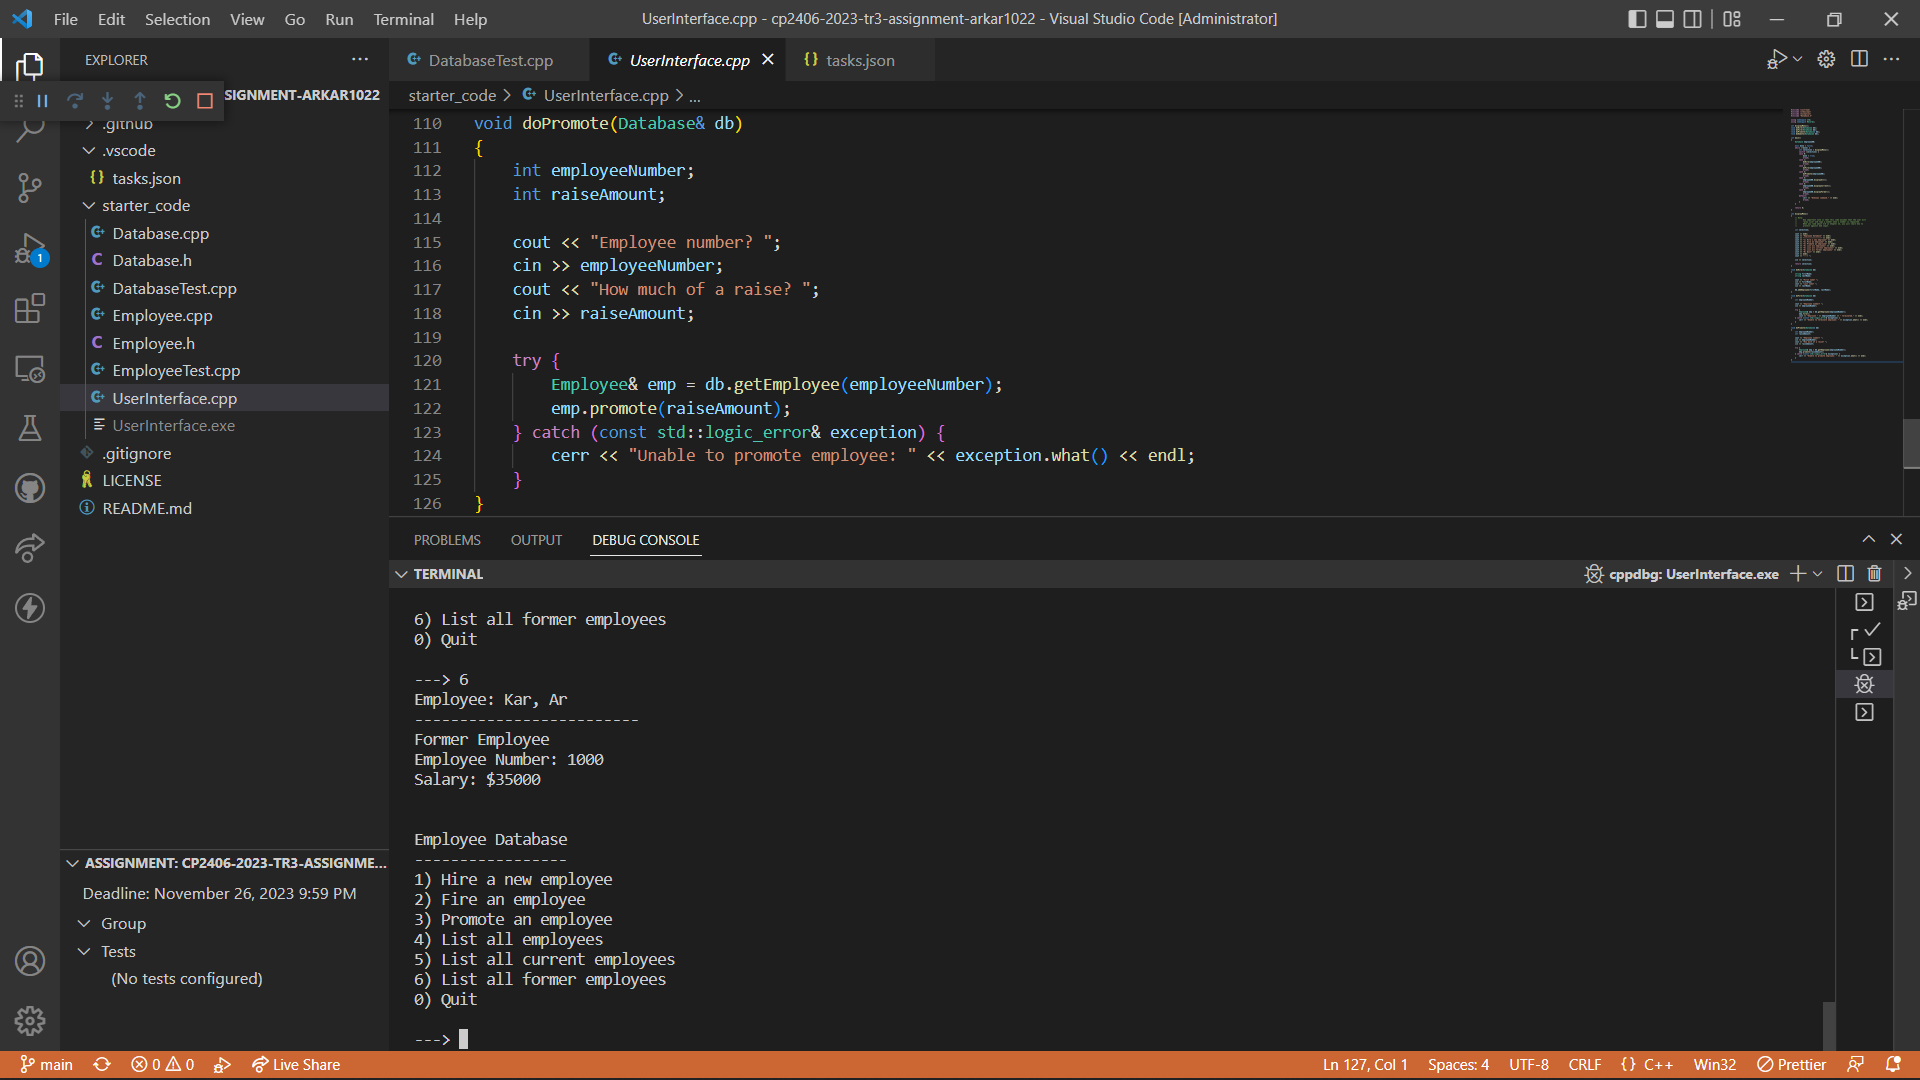 File Edit Selection View Go Run Terminal Help
UserInterface.cpp - cp2406-2023-tr3-assignment-arkar1022 - Visual Studio Code [Administrator]
EXPLORER
DatabaseTest.cpp
UserInterface.cpp
tasks.json
SIGNMENT-ARKAR1022
.github
.vscode
tasks.json
starter_code
Database.cpp
Database.h
DatabaseTest.cpp
Employee.cpp
Employee.h
EmployeeTest.cpp
UserInterface.cpp
UserInterface.exe
.gitignore
LICENSE
README.md
1
ASSIGNMENT: CP2406-2023-TR3-ASSIGNME...
Deadline: November 26, 2023 9:59 PM
Group
Tests
(No tests configured)
starter_code > UserInterface.cpp > ...
110 void doPromote(Database& db)
111 {
112 int employeeNumber;
113 int raiseAmount;
114
115 cout << "Employee number? ";
116 cin >> employeeNumber;
117 cout << "How much of a raise? ";
118 cin >> raiseAmount;
119
120 try {
121 Employee& emp = db.getEmployee(employeeNumber);
122 emp.promote(raiseAmount);
123 } catch (const std::logic_error& exception) {
124 cerr << "Unable to promote employee: " << exception.what() << endl;
125 }
126 }
PROBLEMS OUTPUT DEBUG CONSOLE
TERMINAL
cppdbg: UserInterface.exe
6) List all former employees
0) Quit
---> 6
Employee: Kar, Ar
-------------------------
Former Employee
Employee Number: 1000
Salary: $35000
Employee Database
-----------------
1) Hire a new employee
2) Fire an employee
3) Promote an employee
4) List all employees
5) List all current employees
6) List all former employees
0) Quit
--->
main 0 0 Live Share
Ln 127, Col 1 Spaces: 4 UTF-8 CRLF {} C++ Win32 Prettier